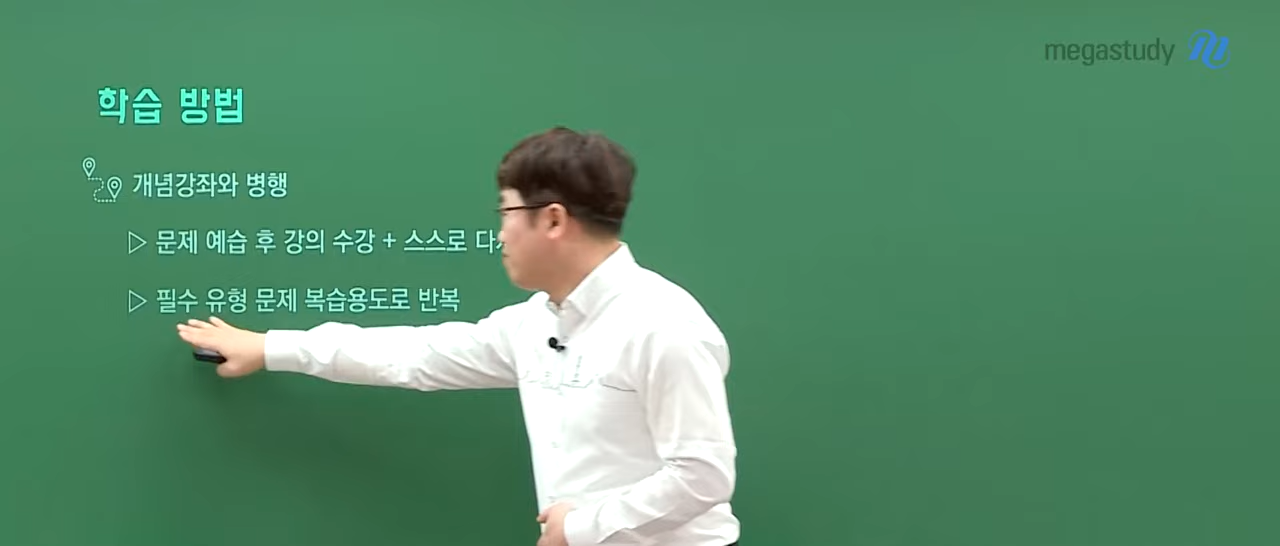 megastudy
학습 방법
개념강좌와 병행
▷ 문제 예습 후 강의 수강 + 스스로
▷ 필수 유형 문제 복습용도로 반복